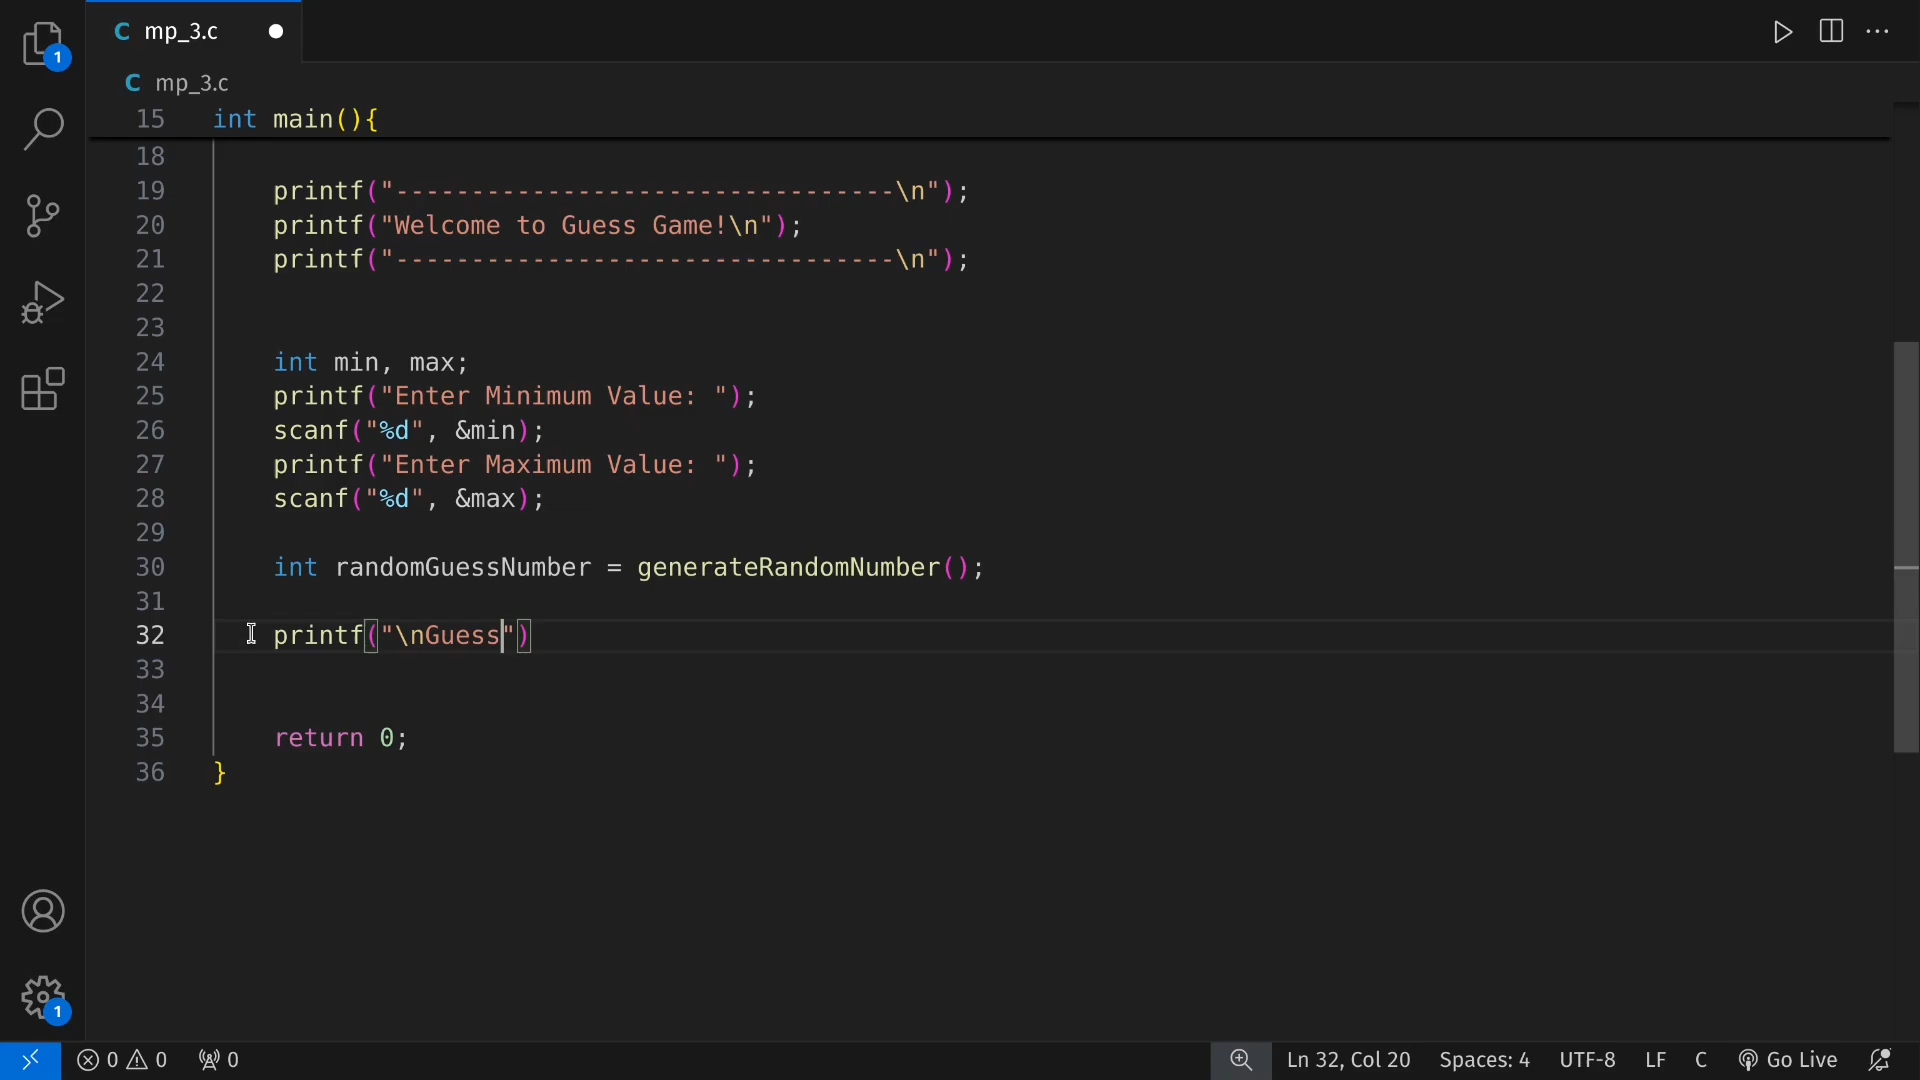 1
C mp_3.c
C mp_3.c
15 int main(){
18
19 printf("---------------------------------\n");
20 printf("Welcome to Guess Game!\n");
21 printf("---------------------------------\n");
22
23
24 int min, max;
25 printf("Enter Minimum Value: ");
26 scanf("%d", &min);
27 printf("Enter Maximum Value: ");
28 scanf("%d", &max);
29
30 int randomGuessNumber = generateRandomNumber();
31
32 printf("\nGuess")
33
34
35 return 0;
36 }
1
0 0 0 Ln 32, Col 20 Spaces: 4 UTF-8 LF C Go Live